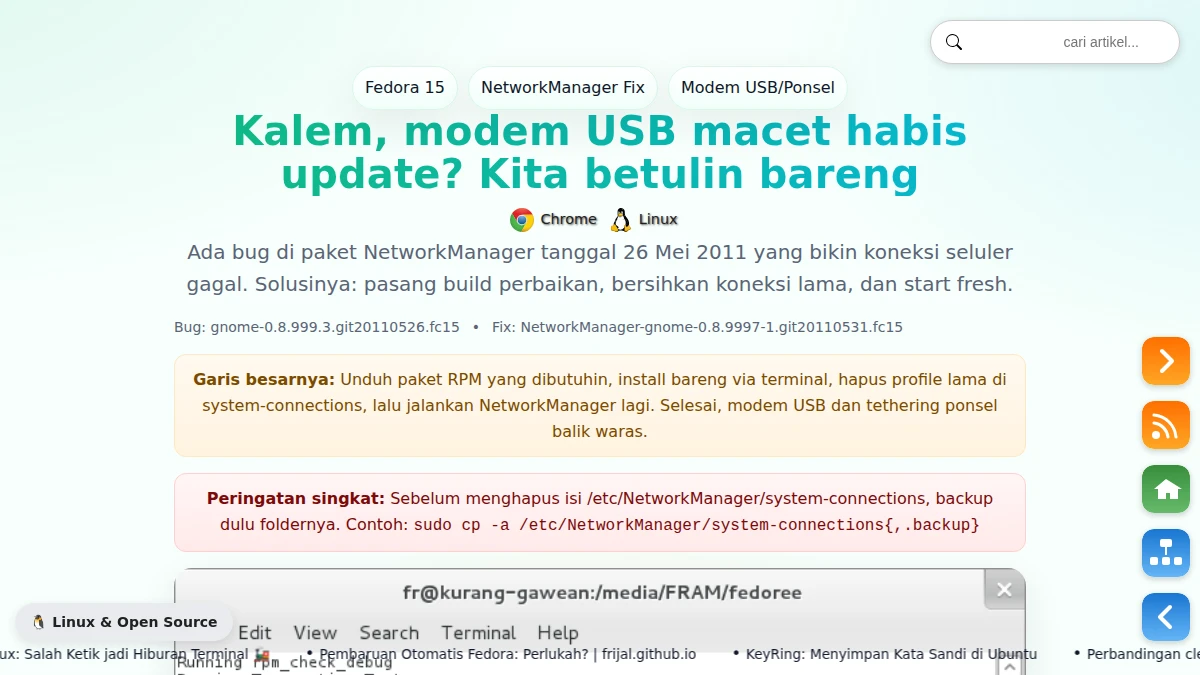 cari artikel...
Fedora 15
NetworkManager Fix
Modem USB/Ponsel
Kalem, modem USB macet habis
update? Kita betulin bareng
Chrome
Linux
Ada bug di paket NetworkManager tanggal 26 Mei 2011 yang bikin koneksi seluler
gagal. Solusinya: pasang build perbaikan, bersihkan koneksi lama, dan start fresh.
Bug: gnome-0.8.999.3.git20110526.fc15 • Fix: NetworkManager-gnome-0.8.9997-1.git20110531.fc15
Garis besarnya: Unduh paket RPM yang dibutuhin, install bareng via terminal, hapus profile lama di
system-connections, lalu jalankan NetworkManager lagi. Selesai, modem USB dan tethering ponsel
balik waras.
Peringatan singkat: Sebelum menghapus isi /etc/NetworkManager/system-connections, backup
dulu foldernya. Contoh: sudo cp -a /etc/NetworkManager/system-connections{,.backup}
fr@kurang-gawean:/media/FRAM/fedoree
Edit View Search Terminal Help
Running rpm_check_debug
Linux & Open Source
ux: Salah Ketik jadi Hiburan Terminal 🚂 • Pembaruan Otomatis Fedora: Perlukah? | frijal.github.io • KeyRing: Menyimpan Kata Sandi di Ubuntu • Perbandingan cle